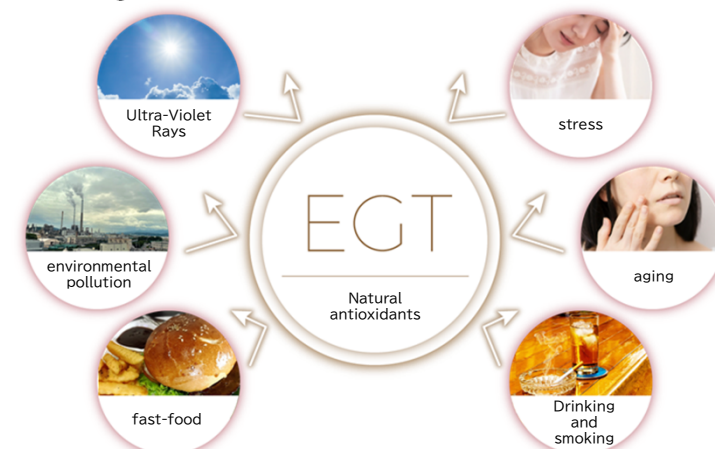 Ultra-Violet
Rays
stress
environmental
pollution
EGT
Natural
antioxidants
aging
fast-food
Drinking
and
smoking